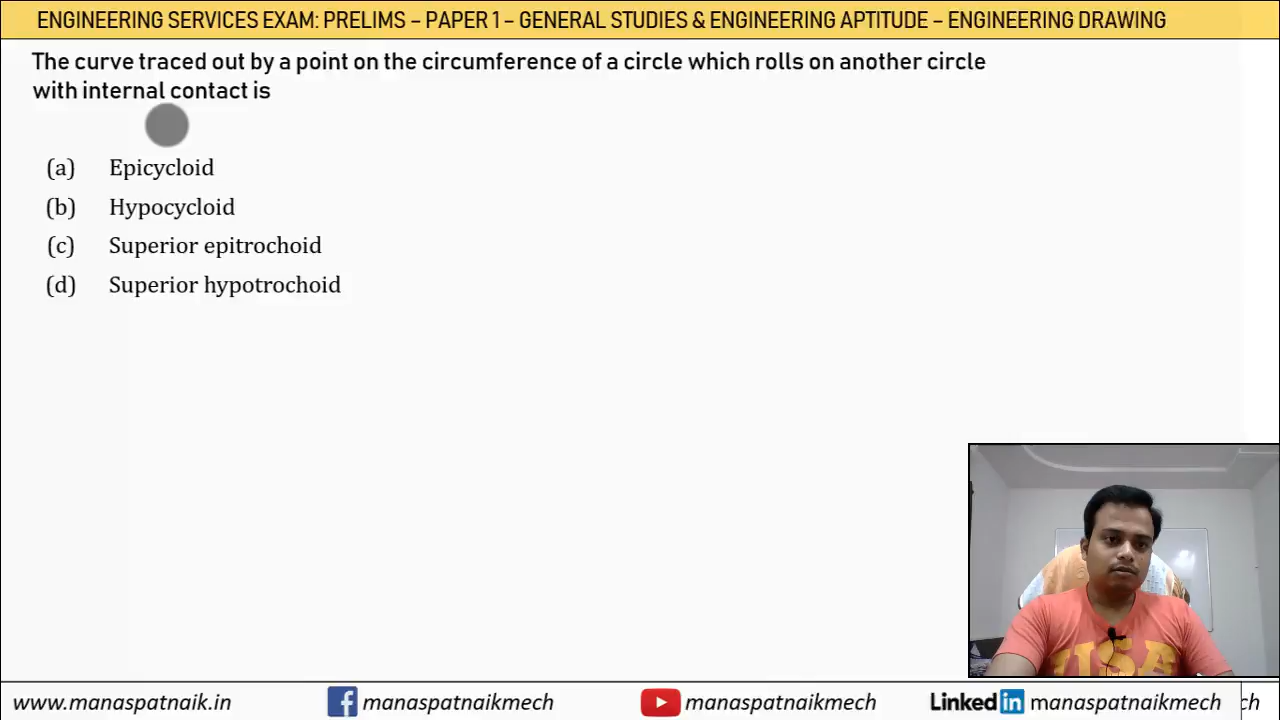 ENGINEERING SERVICES EXAM: PRELIMS – PAPER 1 – GENERAL STUDIES & ENGINEERING APTITUDE – ENGINEERING DRAWING
The curve traced out by a point on the circumference of a circle which rolls on another circle
with internal contact is
(a) Epicycloid
(b) Hypocycloid
(c) Superior epitrochoid
(d) Superior hypotrochoid
www.manaspatnaik.in manaspatnaikmech manaspatnaikmech Linked in manaspatnaikmech ch